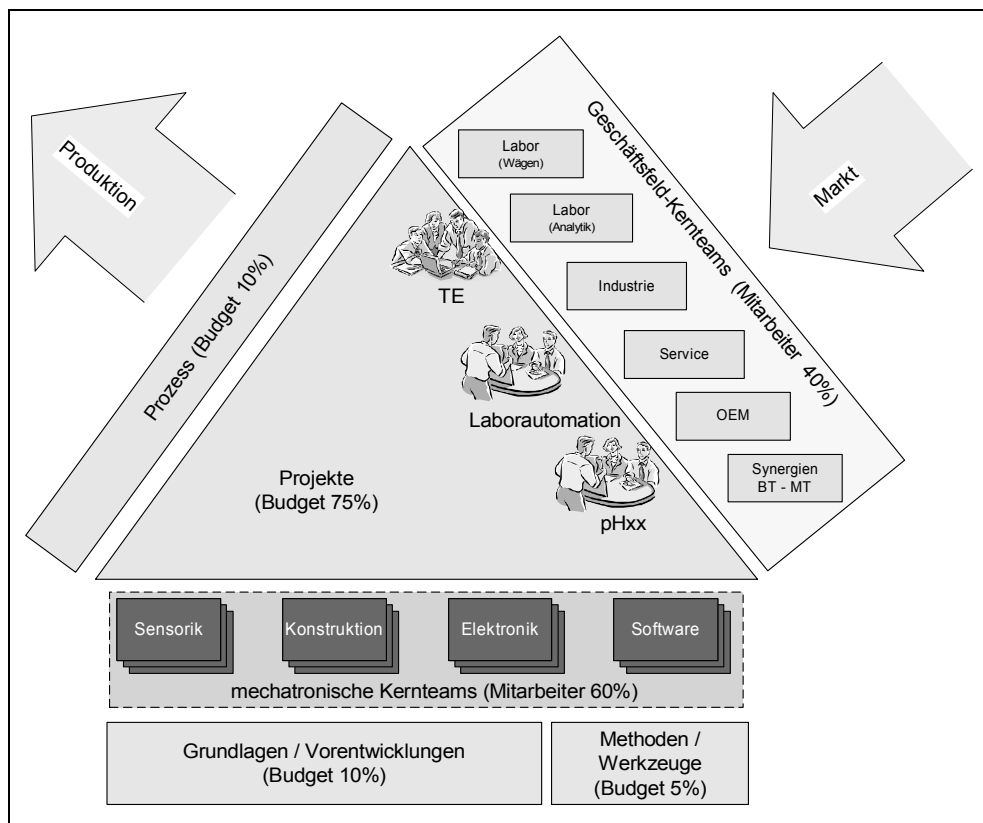 Produktion
Prozess (Budget 10%)
Geschäftsfeld-Kernteams (Mitarbeiter 40%)
Markt
Labor
(Wägen)
Labor
(Analytik)
Industrie
Service
OEM
Synergien
BT - MT
TE
Laborautomation
pHxx
Projekte
(Budget 75%)
Sensorik
Konstruktion
Elektronik
Software
mechatronische Kernteams (Mitarbeiter 60%)
Grundlagen / Vorentwicklungen
(Budget 10%)
Methoden /
Werkzeuge
(Budget 5%)